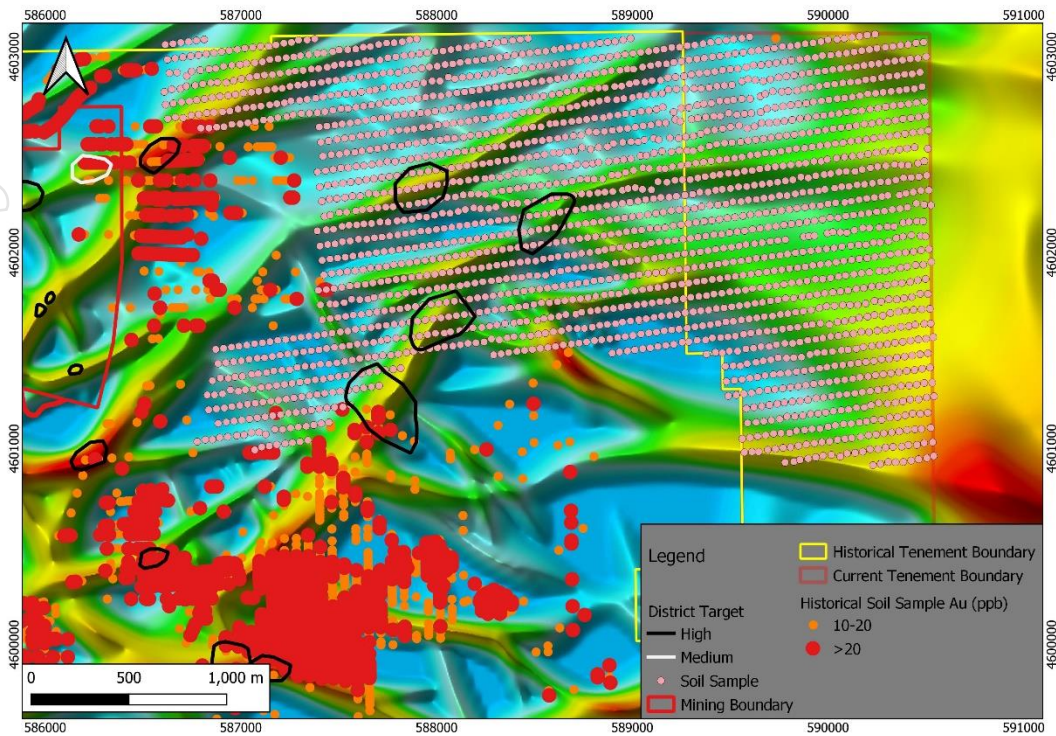 586000 587000 588000 589000 590000 591000
4603000 4603000
4602000 4602000
4601000 4601000
4600000 4600000
Legend
District Target
High
Medium
Soil Sample
Mining Boundary
Historical Tenement Boundary
Current Tenement Boundary
Historical Soil Sample Au (ppb)
10-20
>20
0 500 1,000 m
586000 587000 588000 589000 590000 591000